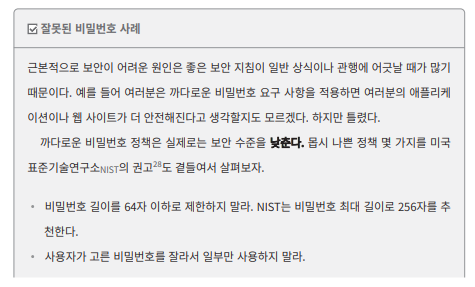 잘못된 비밀번호 사례
근본적으로 보안이 어려운 원인은 좋은 보안 지침이 일반 상식이나 관행에 어긋날 때가 많기
때문이다. 예를 들어 여러분은 까다로운 비밀번호 요구 사항을 적용하면 여러분의 애플리케
이션이나 웹 사이트가 더 안전해진다고 생각할지도 모르겠다. 하지만 틀렸다.
까다로운 비밀번호 정책은 실제로는 보안 수준을 낮춘다. 몹시 나쁜 정책 몇 가지를 미국
표준기술연구소NIST의 권고28도 곁들여서 살펴보자.
• 비밀번호 길이를 64자 이하로 제한하지 말라. NIST는 비밀번호 최대 길이로 256자를 추
천한다.
• 사용자가 고른 비밀번호를 잘라서 일부만 사용하지 말라.